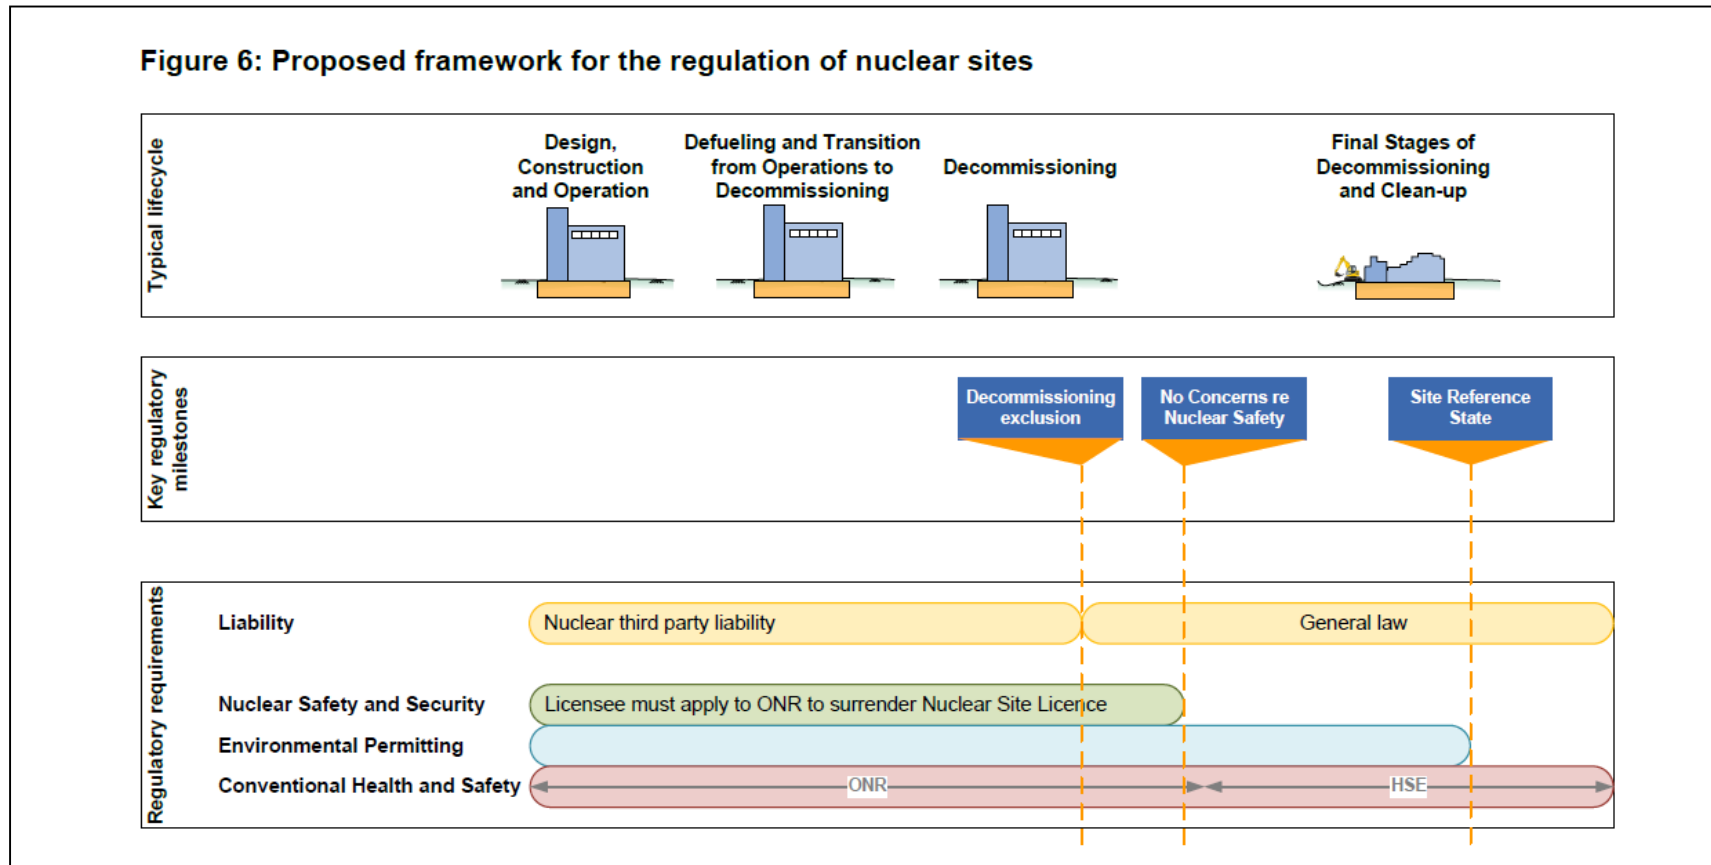 Figure 6: Proposed framework for the regulation of nuclear sites
Typical lifecycle
Design,
Construction
and Operation
Defueling and Transition
from Operations to
Decommissioning
Decommissioning
Final Stages of
Decommissioning
and Clean-up
Key regulatory
milestones
Decommissioning
exclusion
No Concerns re
Nuclear Safety
Site Reference
State
Regulatory requirements
Liability
Nuclear third party liability
General law
Nuclear Safety and Security
Licensee must apply to ONR to surrender Nuclear Site Licence
Environmental Permitting
Conventional Health and Safety
ONR
HSE